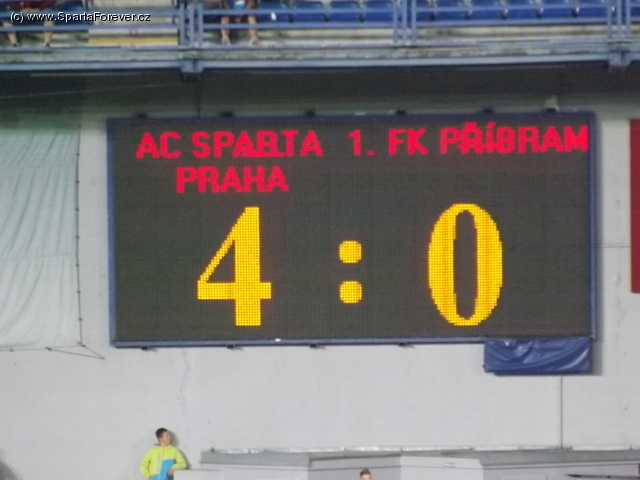 (c) www.SpartaForever.cz
AC SPARTA 1. FK PŘÍBRAM
PRAHA
4 : 0